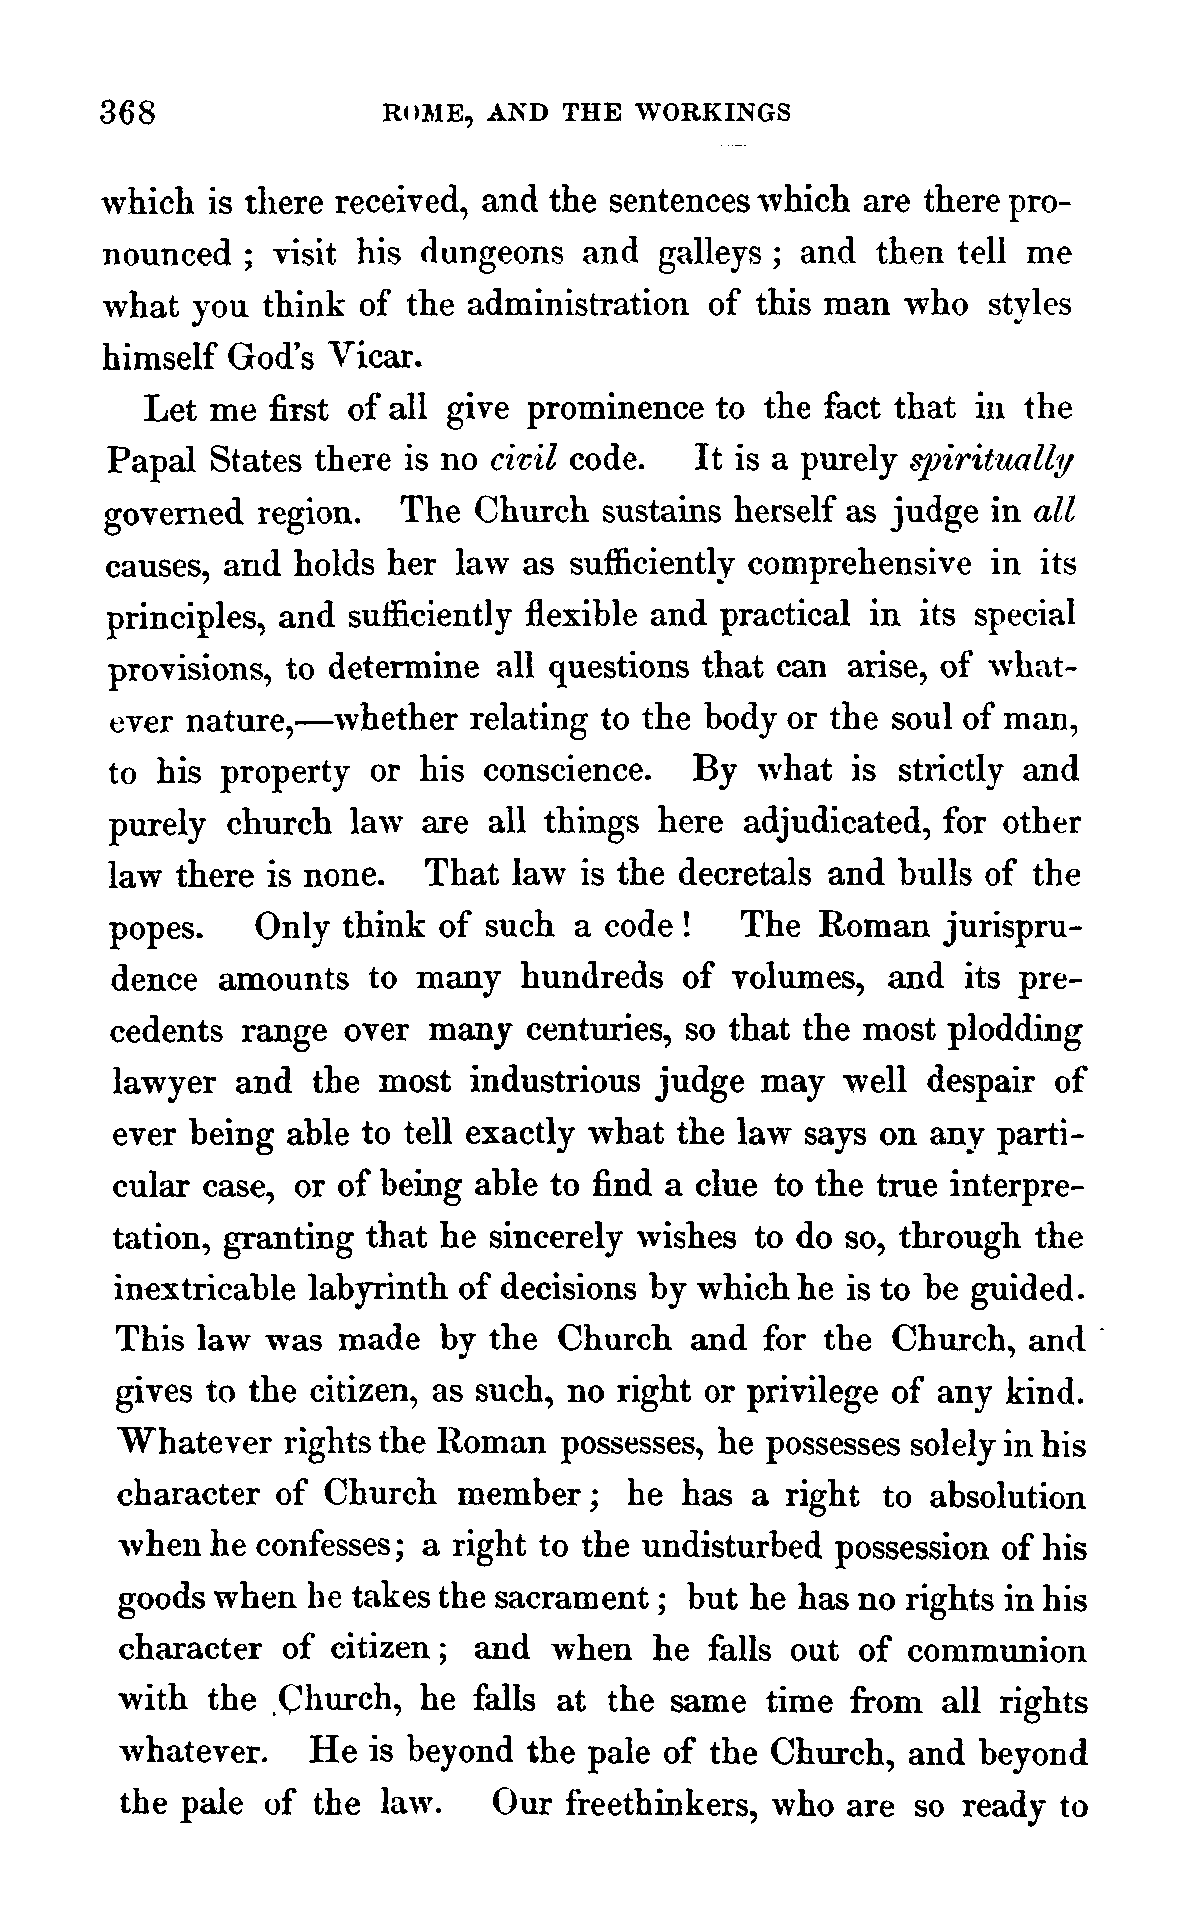 368 ROME, AND THE WORKINGS
which is there received, and the sentences which are there pro-
nounced ; visit his dungeons and galleys ; and then tell me
what you think of the administration of this man who styles
himself God's Vicar.
Let me first of all give prominence to the fact that in the
Papal States there is no civil code. It is a purely spiritually
governed region. The Church sustains herself as judge in all
causes, and holds her law as sufficiently comprehensive in its
principles, and sufficiently flexible and practical in its special
provisions, to determine all questions that can arise, of what-
ever nature,—whether relating to the body or the soul of man,
to his property or his conscience. By what is strictly and
purely church law are all things here adjudicated, for other
law there is none. That law is the decretals and bulls of the
popes. Only think of such a code ! The Roman jurispru-
dence amounts to many hundreds of volumes, and its pre-
cedents range over many centuries, so that the most plodding
lawyer and the most industrious judge may well despair of
ever being able to tell exactly what the law says on any parti-
cular case, or of being able to find a clue to the true interpre-
tation, granting that he sincerely wishes to do so, through the
inextricable labyrinth of decisions by which he is to be guided.
This law was made by the Church and for the Church, and
gives to the citizen, as such, no right or privilege of any kind.
Whatever rights the Roman possesses, he possesses solely in his
character of Church member ; he has a right to absolution
when he confesses; a right to the undisturbed possession of his
goods when he takes the sacrament ; but he has no rights in his
character of citizen ; and when he falls out of communion
with the Church, he falls at the same time from all rights
whatever. He is beyond the pale of the Church, and beyond
the pale of the law. Our freethinkers, who are so ready to